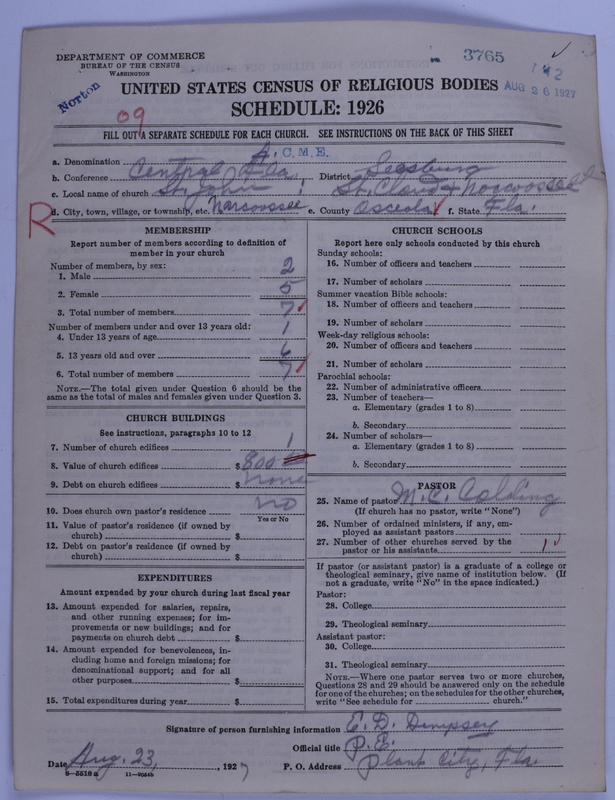 DEPARTMENT OF COMMERCE
BUREAU OF THE CENSUS
WASHINGTON
3765
142
Norton
UNITED STATES CENSUS OF RELIGIOUS BODIES
AUG 26 1927
SCHEDULE: 1926
09
FILL OUT A SEPARATE SCHEDULE FOR EACH CHURCH. SEE INSTRUCTIONS ON THE BACK OF THIS SHEET
a. Denomination C.M.E.
b. Conference Central Fla District Leesburg
c. Local name of church St. John St. Cloud & Narcoossee
R
d. City, town, village, or township, etc. Narcoossee e. County Osceola f. State Fla.
MEMBERSHIP
Report number of members according to definition of
member in your church
Number of members, by sex:
1. Male 2
2. Female 5
3. Total number of members 7
Number of members under and over 13 years old:
4. Under 13 years of age 1
5. 13 years old and over 6
6. Total number of members 7
NOTE.—The total given under Question 6 should be the
same as the total of males and females given under Question 3.
CHURCH BUILDINGS
See instructions, paragraphs 10 to 12
7. Number of church edifices 1
8. Value of church edifices $ 800
9. Debt on church edifices $ None
10. Does church own pastor's residence No
Yes or No
11. Value of pastor's residence (if owned by
church) $
12. Debt on pastor's residence (if owned by
church) $
EXPENDITURES
Amount expended by your church during last fiscal year
13. Amount expended for salaries, repairs,
and other running expenses; for im-
provements or new buildings; and for
payments on church debt $
14. Amount expended for benevolences, in-
cluding home and foreign missions; for
denominational support; and for all
other purposes $
15. Total expenditures during year $
CHURCH SCHOOLS
Report here only schools conducted by this church
Sunday schools:
16. Number of officers and teachers
17. Number of scholars
Summer vacation Bible schools:
18. Number of officers and teachers
19. Number of scholars
Week-day religious schools:
20. Number of officers and teachers
21. Number of scholars
Parochial schools:
22. Number of administrative officers
23. Number of teachers—
a. Elementary (grades 1 to 8)
b. Secondary
24. Number of scholars—
a. Elementary (grades 1 to 8)
b. Secondary
PASTOR
25. Name of pastor M. C. Colding
(If church has no pastor, write "None")
26. Number of ordained ministers, if any, em-
ployed as assistant pastors
27. Number of other churches served by the
pastor or his assistants 1
If pastor (or assistant pastor) is a graduate of a college or
theological seminary, give name of institution below. (If
not a graduate, write "No" in the space indicated.)
Pastor:
28. College
29. Theological seminary
Assistant pastor:
30. College
31. Theological seminary
NOTE.—Where one pastor serves two or more churches,
Questions 28 and 29 should be answered only on the schedule
for one of the churches; on the schedules for the other churches,
write "See schedule for church."
Signature of person furnishing information E. D. Dempsey
Official title P.E.
Date Aug. 23, 1927 P. O. Address Plant City, Fla.
8-5518a 11-9554b